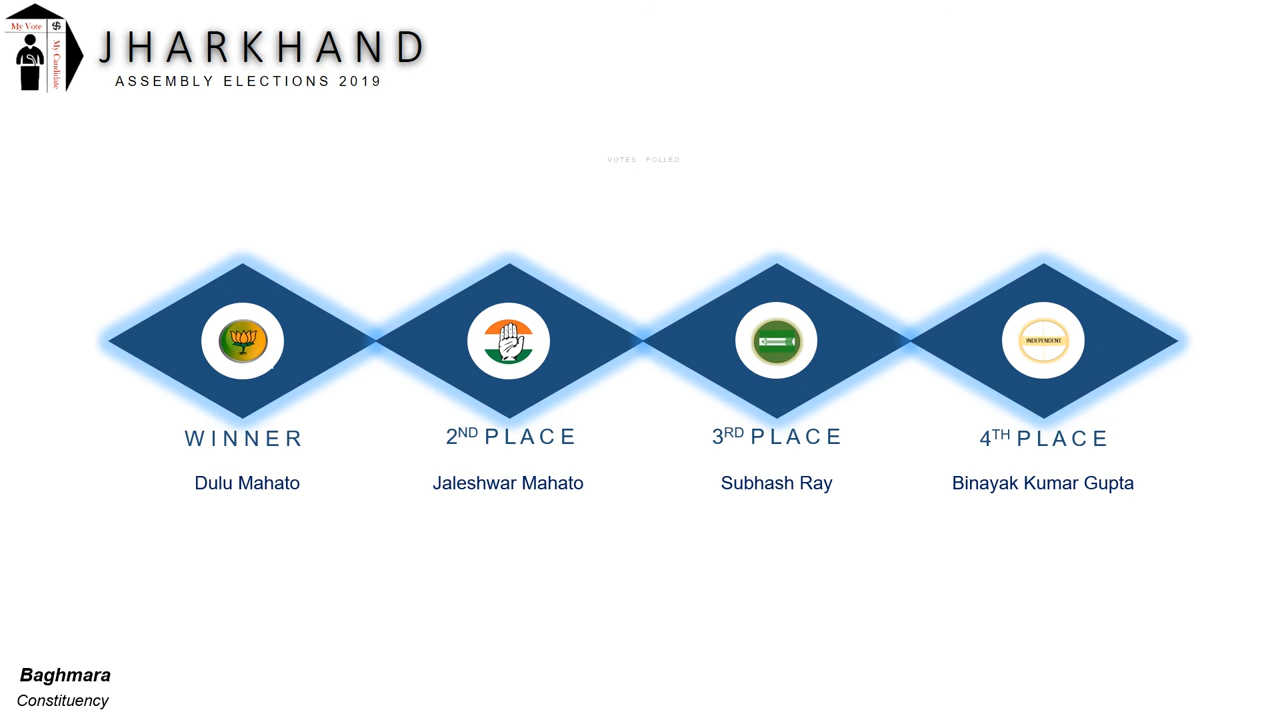 My Vote
My Candidate
JHARKHAND
ASSEMBLY ELECTIONS 2019
VOTES POLLED
INDEPENDENT
WINNER
2ND PLACE
3RD PLACE
4TH PLACE
Dulu Mahato
Jaleshwar Mahato
Subhash Ray
Binayak Kumar Gupta
Baghmara
Constituency